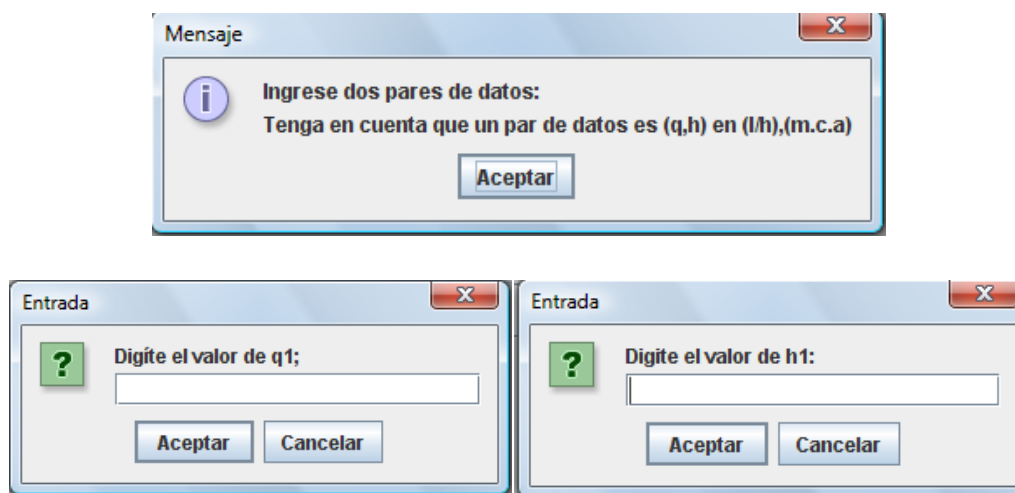 Mensaje
Ingrese dos pares de datos:
Tenga en cuenta que un par de datos es (q,h) en (l/h),(m.c.a)
Aceptar
Entrada
Digíte el valor de q1;
Aceptar Cancelar
Entrada
Digite el valor de h1:
Aceptar Cancelar